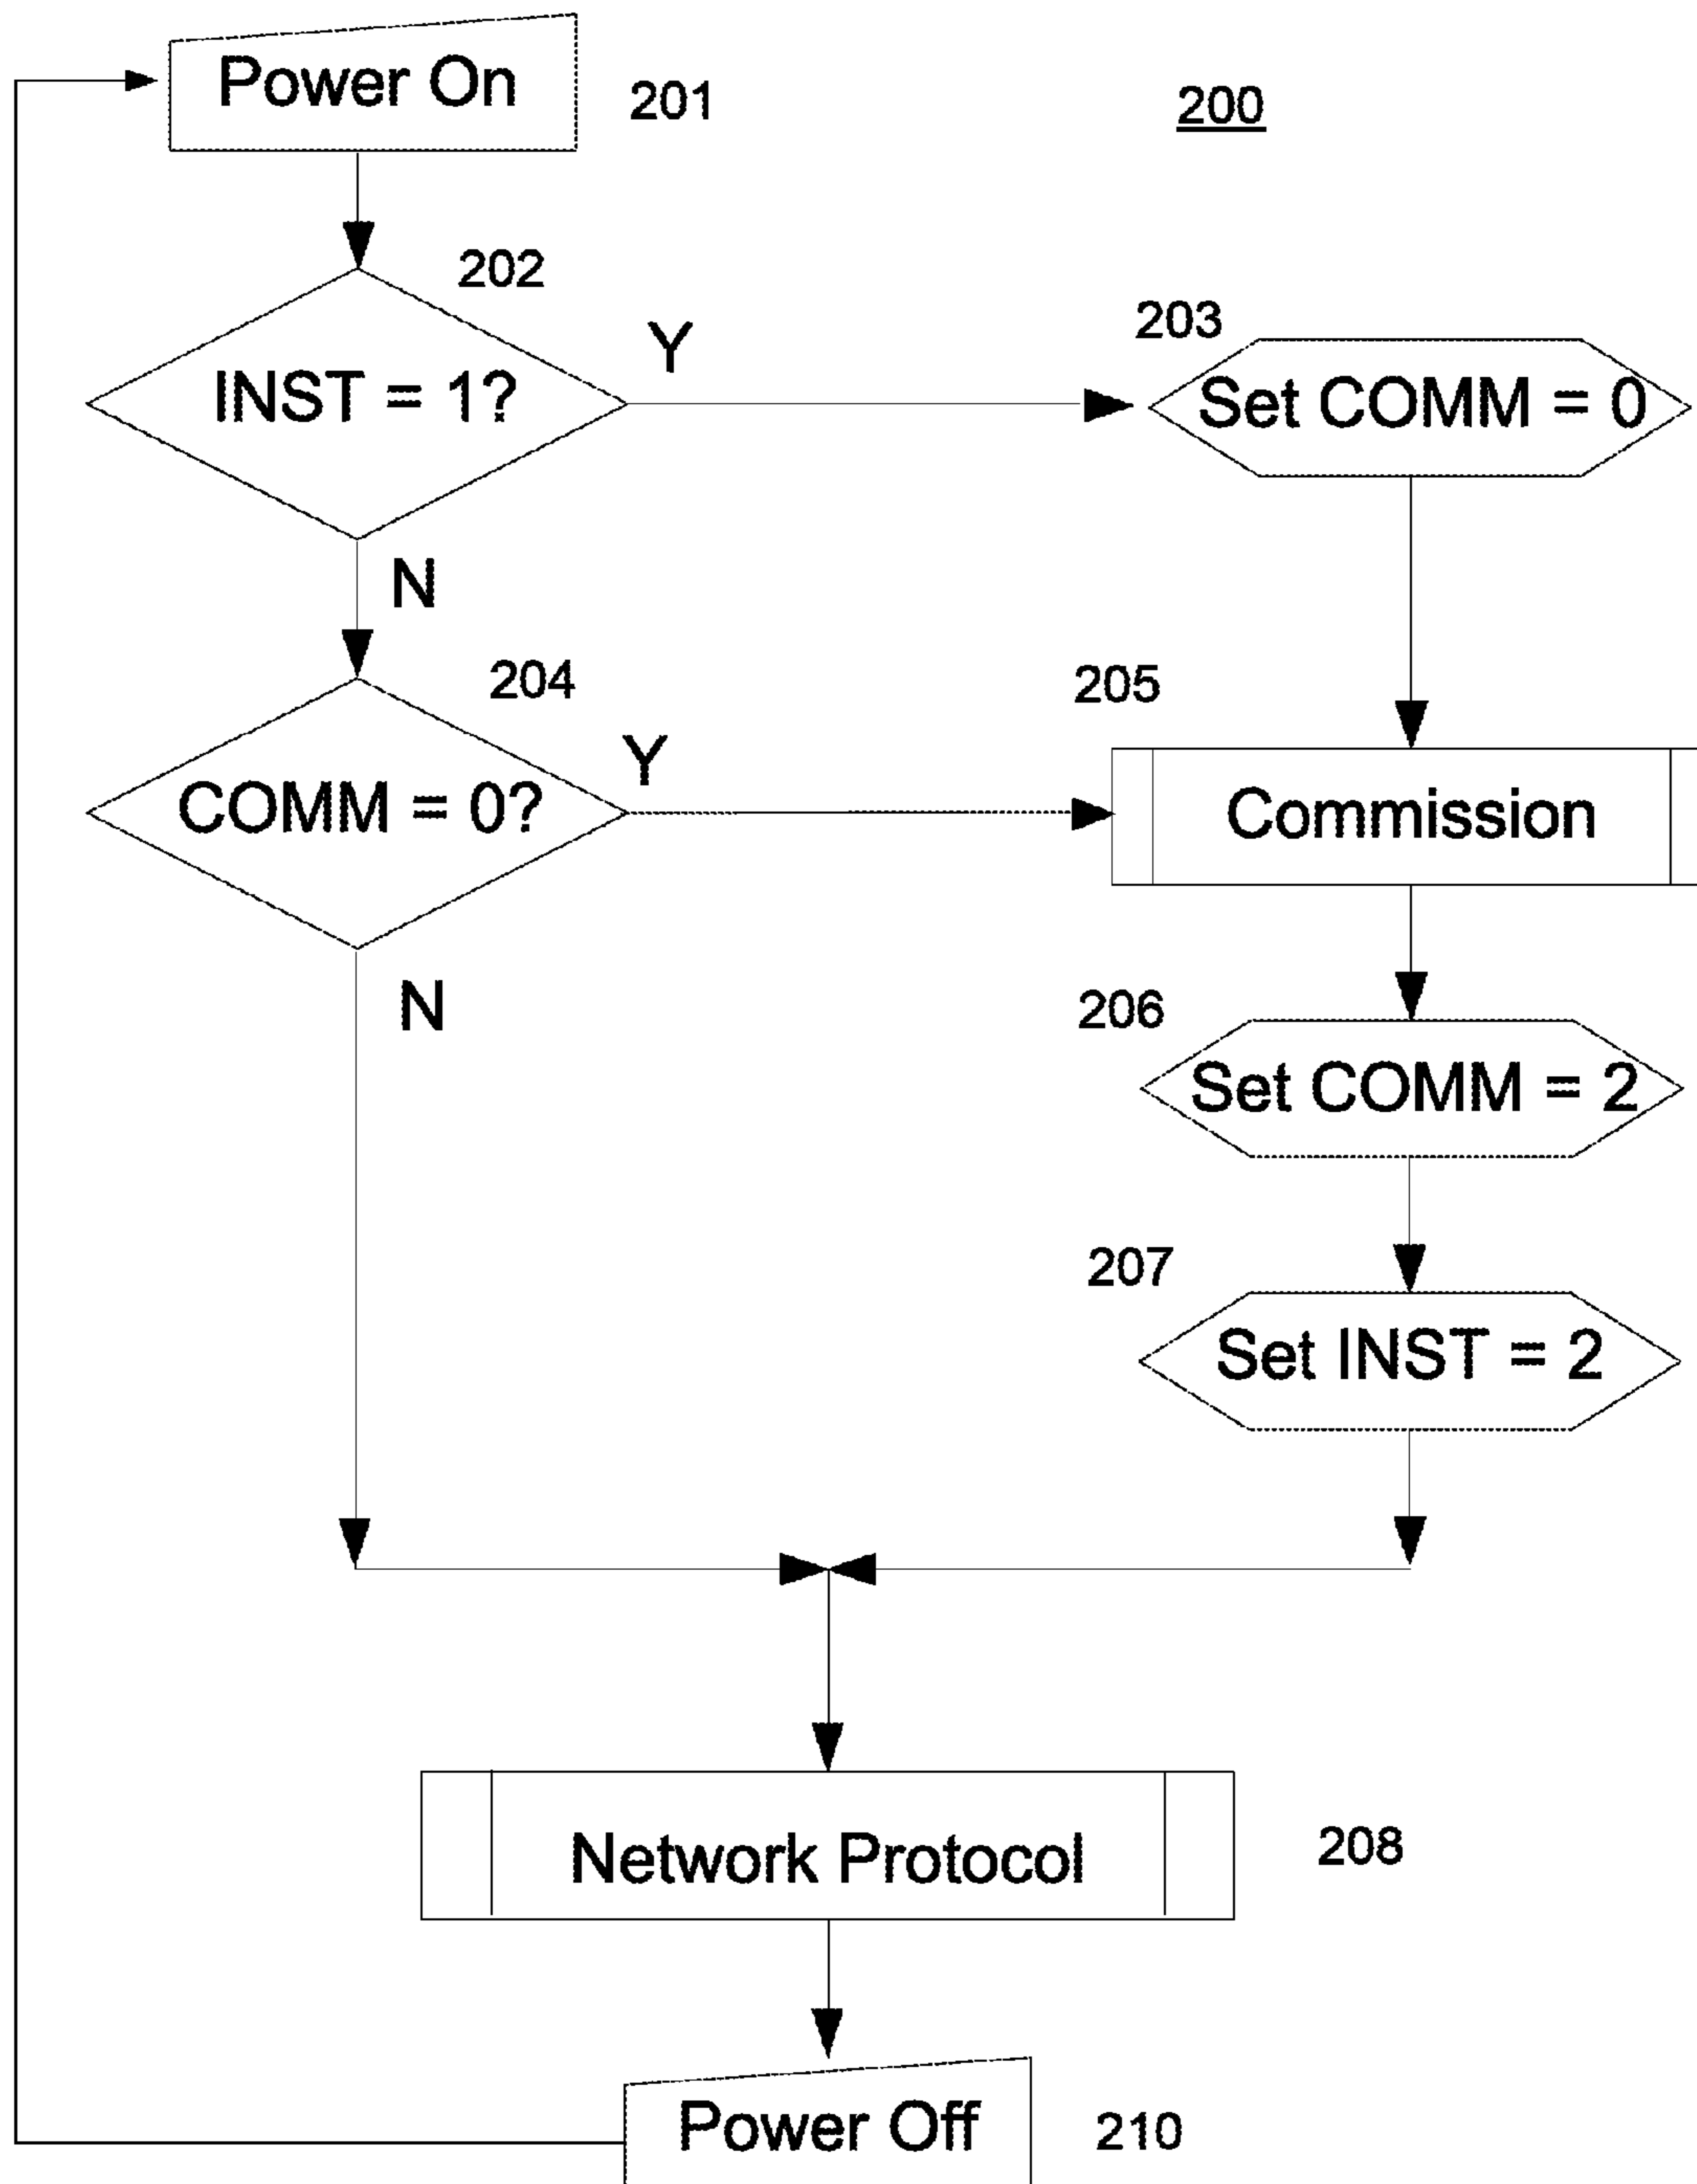 Power On
201
200
202
INST = 1?
Y
203
Set COMM = 0
N
204
COMM = 0?
Y
205
Commission
N
206
Set COMM = 2
207
Set INST = 2
Network Protocol
208
Power Off
210